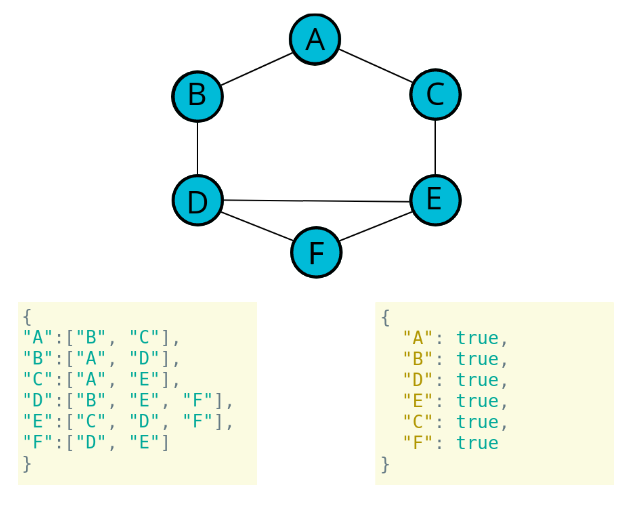 A
B
C
D
E
F
{
"A":["B", "C"],
"B":["A", "D"],
"C":["A", "E"],
"D":["B", "E", "F"],
"E":["C", "D", "F"],
"F":["D", "E"]
}
{
"A": true,
"B": true,
"D": true,
"E": true,
"C": true,
"F": true
}